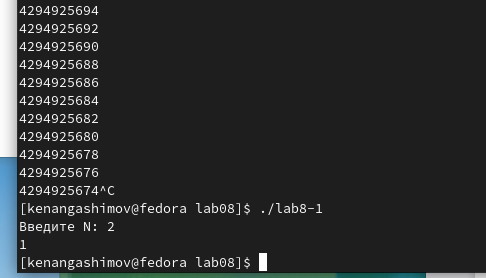 4294925694
4294925692
4294925690
4294925688
4294925686
4294925684
4294925682
4294925680
4294925678
4294925676
4294925674^C
[kenangashimov@fedora lab08]$ ./lab8-1
Введите N: 2
1
[kenangashimov@fedora lab08]$